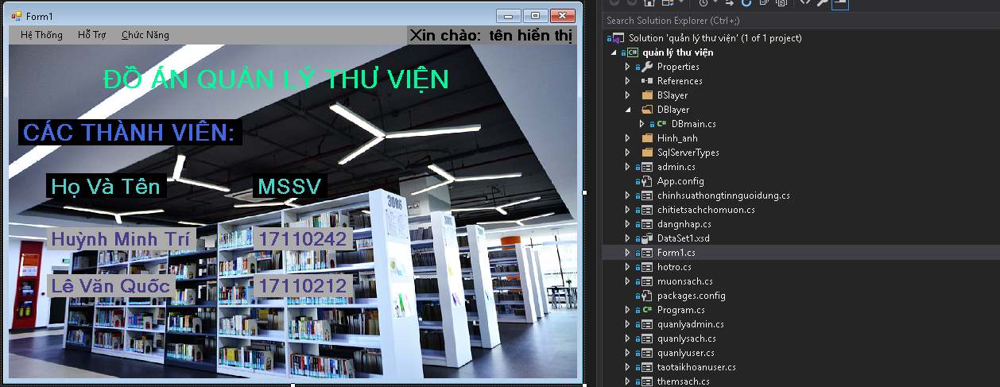 Form1
Hệ Thống Hỗ Trợ Chức Năng Xin chào: tên hiển thị
ĐỒ ÁN QUẢN LÝ THƯ VIỆN
CÁC THÀNH VIÊN:
Họ Và Tên MSSV
3005
Huỳnh Minh Trí 17110242
Lê Văn Quốc 17110212
Search Solution Explorer (Ctrl+;)
Solution 'quản lý thư viện' (1 of 1 project)
quản lý thư viện
Properties
References
BSlayer
DBlayer
DBmain.cs
Hinh_anh
SqlServerTypes
admin.cs
App.config
chinhsuathongtinnguoidung.cs
chitietsachchomuon.cs
dangnhap.cs
DataSet1.xsd
Form1.cs
hotro.cs
muonsach.cs
packages.config
Program.cs
quanlyadmin.cs
quanlysach.cs
quanlyuser.cs
taotaikhoanuser.cs
themsach.cs